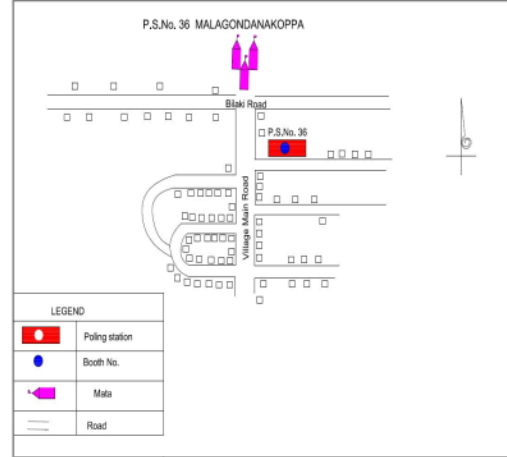 P.S.No. 36 MALAGONDANAKOPPA
Bilaki Road
P.S.No. 36
Village Main Road
LEGEND
Poling station
Booth No.
Mata
Road